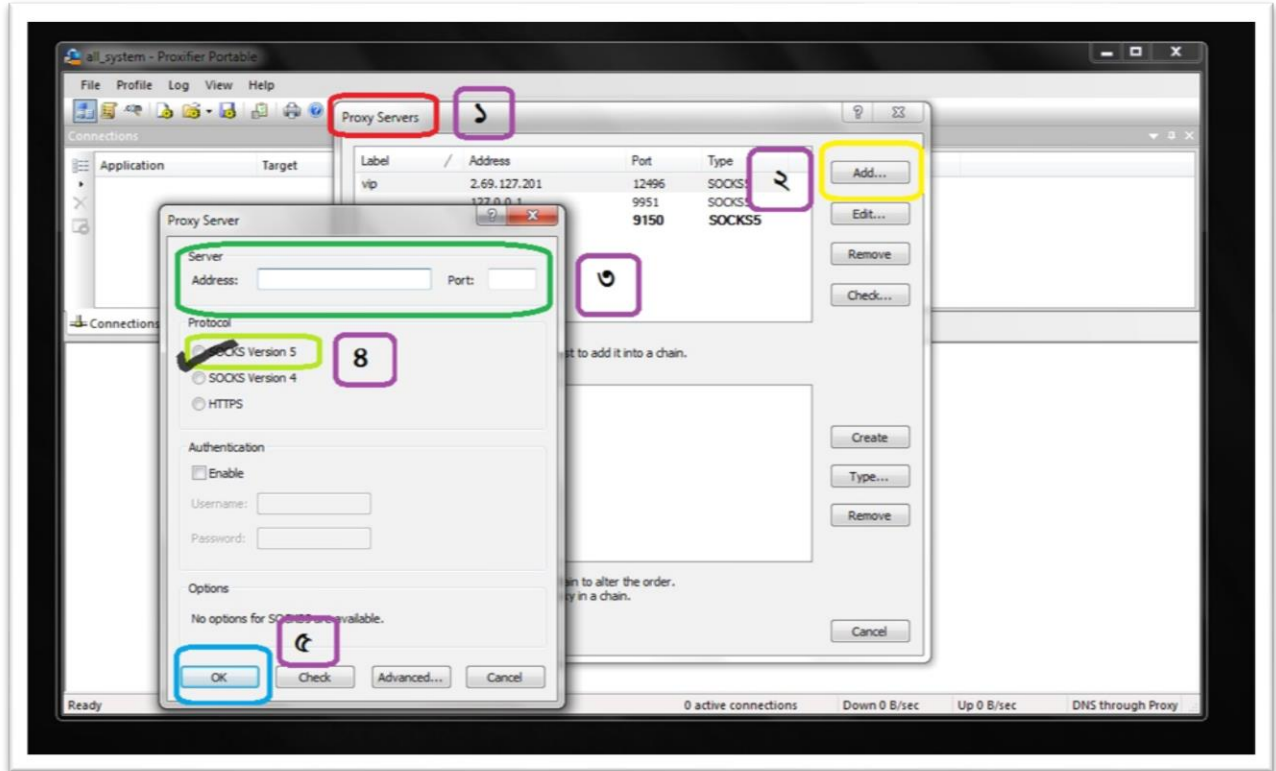 all_system - Proxifier Portable
File Profile Log View Help
Proxy Servers ১
Connections
Application Target
Label / Address Port Type
vip 2.69.127.201 12496 SOCKS5 ২
127.0.0.1 9951 SOCKS5
9150 SOCKS5
Add...
Edit...
Remove
Check...
Proxy Server
Server
Address: Port: ৩
Connections
Protocol
SOCKS Version 5 ৪
SOCKS Version 4
HTTPS
st to add it into a chain.
Authentication
Enable
Username:
Password:
Create
Type...
Remove
Options
No options for SOCKS5 are available.
ain to alter the order.
xy in a chain.
৫
OK Check Advanced... Cancel
Cancel
Ready 0 active connections Down 0 B/sec Up 0 B/sec DNS through Proxy